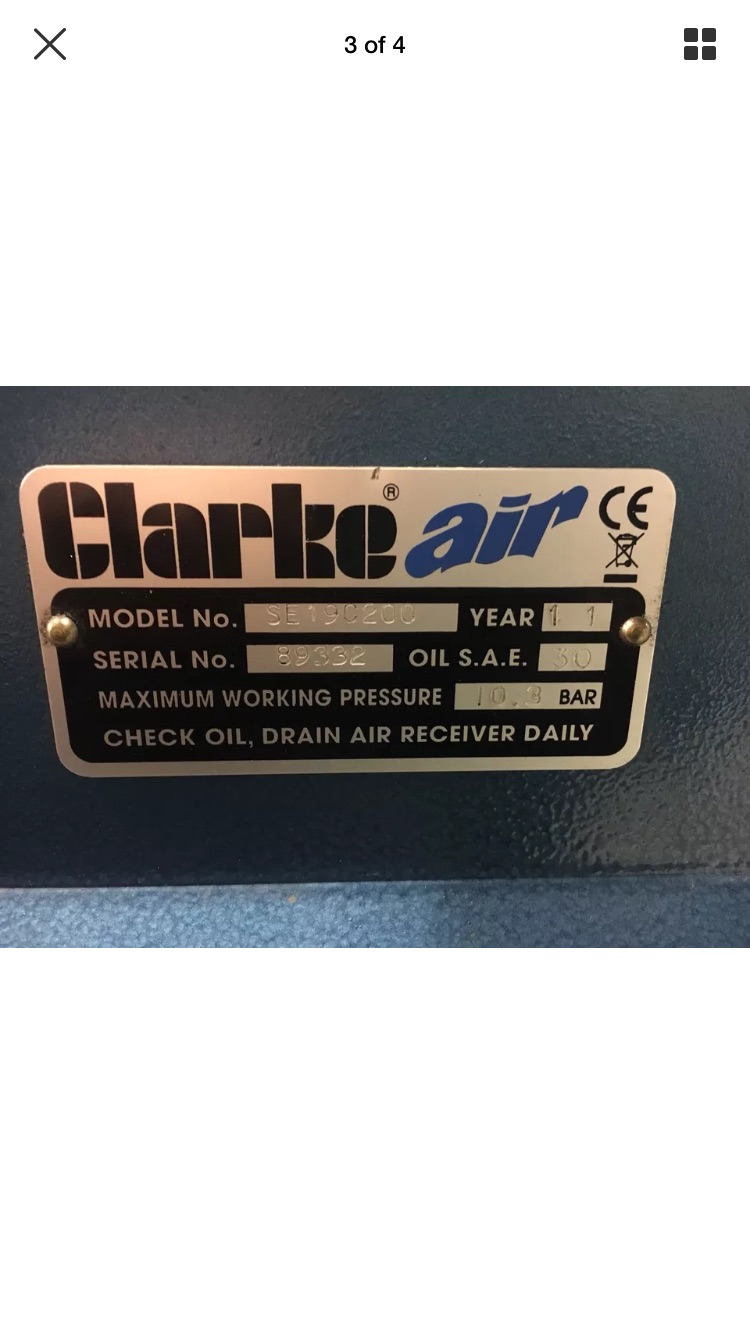 3 of 4
Clarke® air CE
MODEL No. SE19C200 YEAR 11
SERIAL No. 89332 OIL S.A.E. 30
MAXIMUM WORKING PRESSURE 10.3 BAR
CHECK OIL, DRAIN AIR RECEIVER DAILY